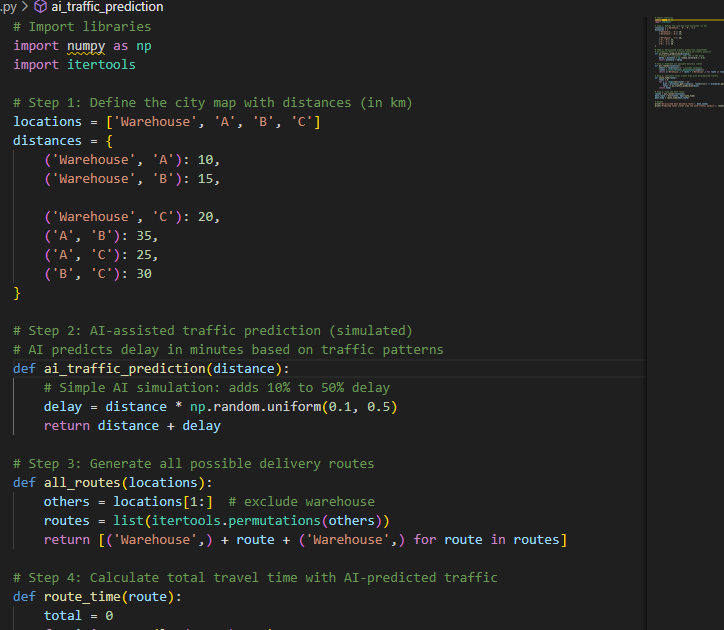 .py > ai_traffic_prediction
# Import libraries
import numpy as np
import itertools
# Step 1: Define the city map with distances (in km)
locations = ['Warehouse', 'A', 'B', 'C']
distances = {
    ('Warehouse', 'A'): 10,
    ('Warehouse', 'B'): 15,
    ('Warehouse', 'C'): 20,
    ('A', 'B'): 35,
    ('A', 'C'): 25,
    ('B', 'C'): 30
}
# Step 2: AI-assisted traffic prediction (simulated)
# AI predicts delay in minutes based on traffic patterns
def ai_traffic_prediction(distance):
    # Simple AI simulation: adds 10% to 50% delay
    delay = distance * np.random.uniform(0.1, 0.5)
    return distance + delay
# Step 3: Generate all possible delivery routes
def all_routes(locations):
    others = locations[1:]  # exclude warehouse
    routes = list(itertools.permutations(others))
    return [('Warehouse',) + route + ('Warehouse',) for route in routes]
# Step 4: Calculate total travel time with AI-predicted traffic
def route_time(route):
    total = 0